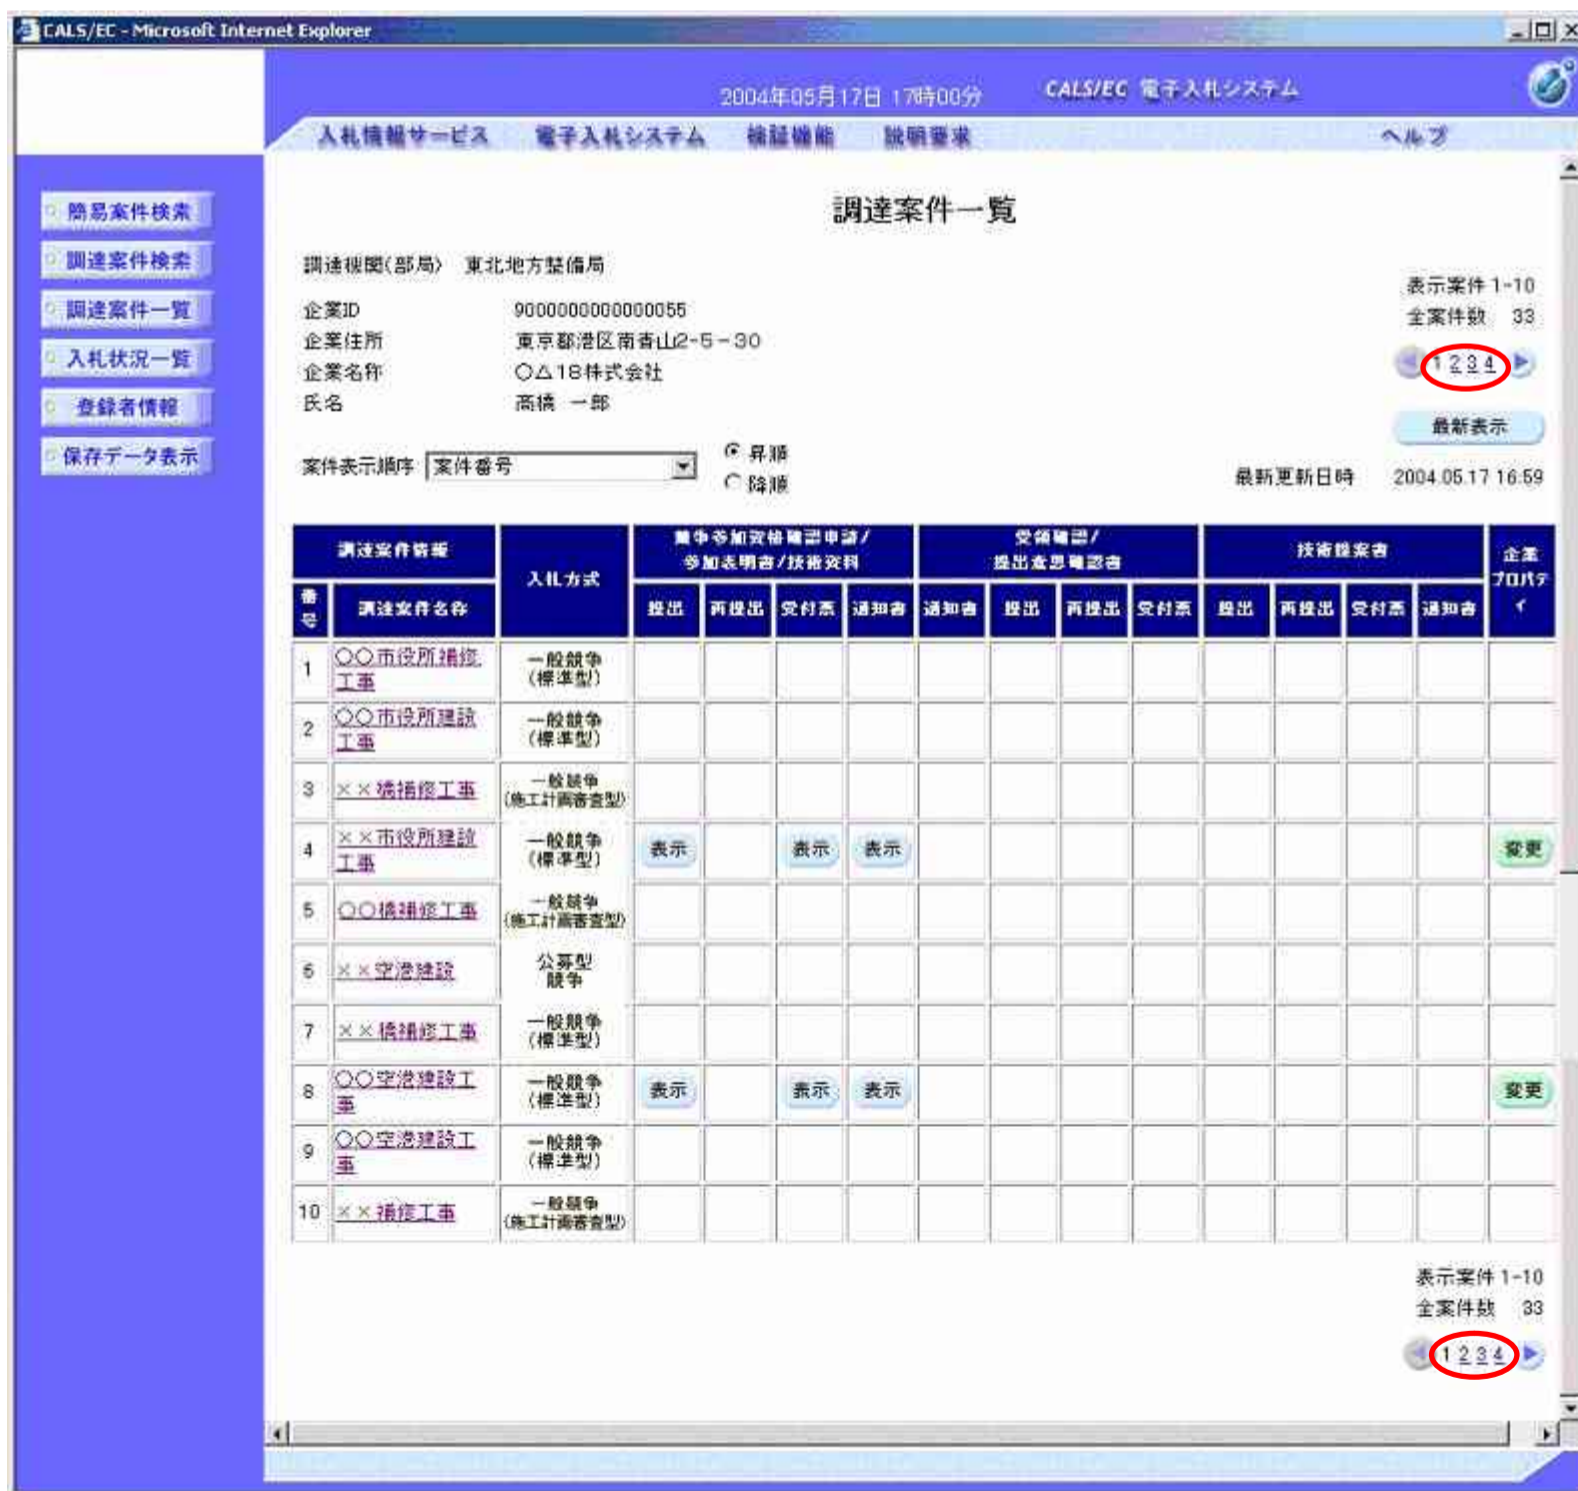 CALS/EC - Microsoft Internet Explorer
2004年05月17日 17時00分
CALS/EC 電子入札システム
入札情報サービス 電子入札システム 検証機能 説明要求 ヘルプ
簡易案件検索
調達案件検索
調達案件一覧
入札状況一覧
登録者情報
保存データ表示
調達案件一覧
調達機関(部局) 東北地方整備局
企業ID 9000000000000055
企業住所 東京都港区南青山2-5-30
企業名称 ○△18株式会社
氏名 高橋 一郎
表示案件 1-10
全案件数 33
1 2 3 4
最新表示
案件表示順序 案件番号
昇順
降順
最新更新日時 2004.05.17 16:59
調達案件情報
入札方式
競争参加資格確認申請/
参加表明書/技術資料
受領確認/
提出意思確認書
技術提案書
企業
プロパテ
ィ
番
号
調達案件名称
提出 再提出 受付票 通知書 通知書 提出 再提出 受付票 提出 再提出 受付票 通知書
1 ○○市役所補修工事 一般競争(標準型)
2 ○○市役所建設工事 一般競争(標準型)
3 ××橋補修工事 一般競争(施工計画審査型)
4 ××市役所建設工事 一般競争(標準型) 表示 表示 表示 変更
5 ○○橋補修工事 一般競争(施工計画審査型)
6 ××空港建設 公募型競争
7 ××橋補修工事 一般競争(標準型)
8 ○○空港建設工事 一般競争(標準型) 表示 表示 表示 変更
9 ○○空港建設工事 一般競争(標準型)
10 ××補修工事 一般競争(施工計画審査型)
表示案件 1-10
全案件数 33
1 2 3 4